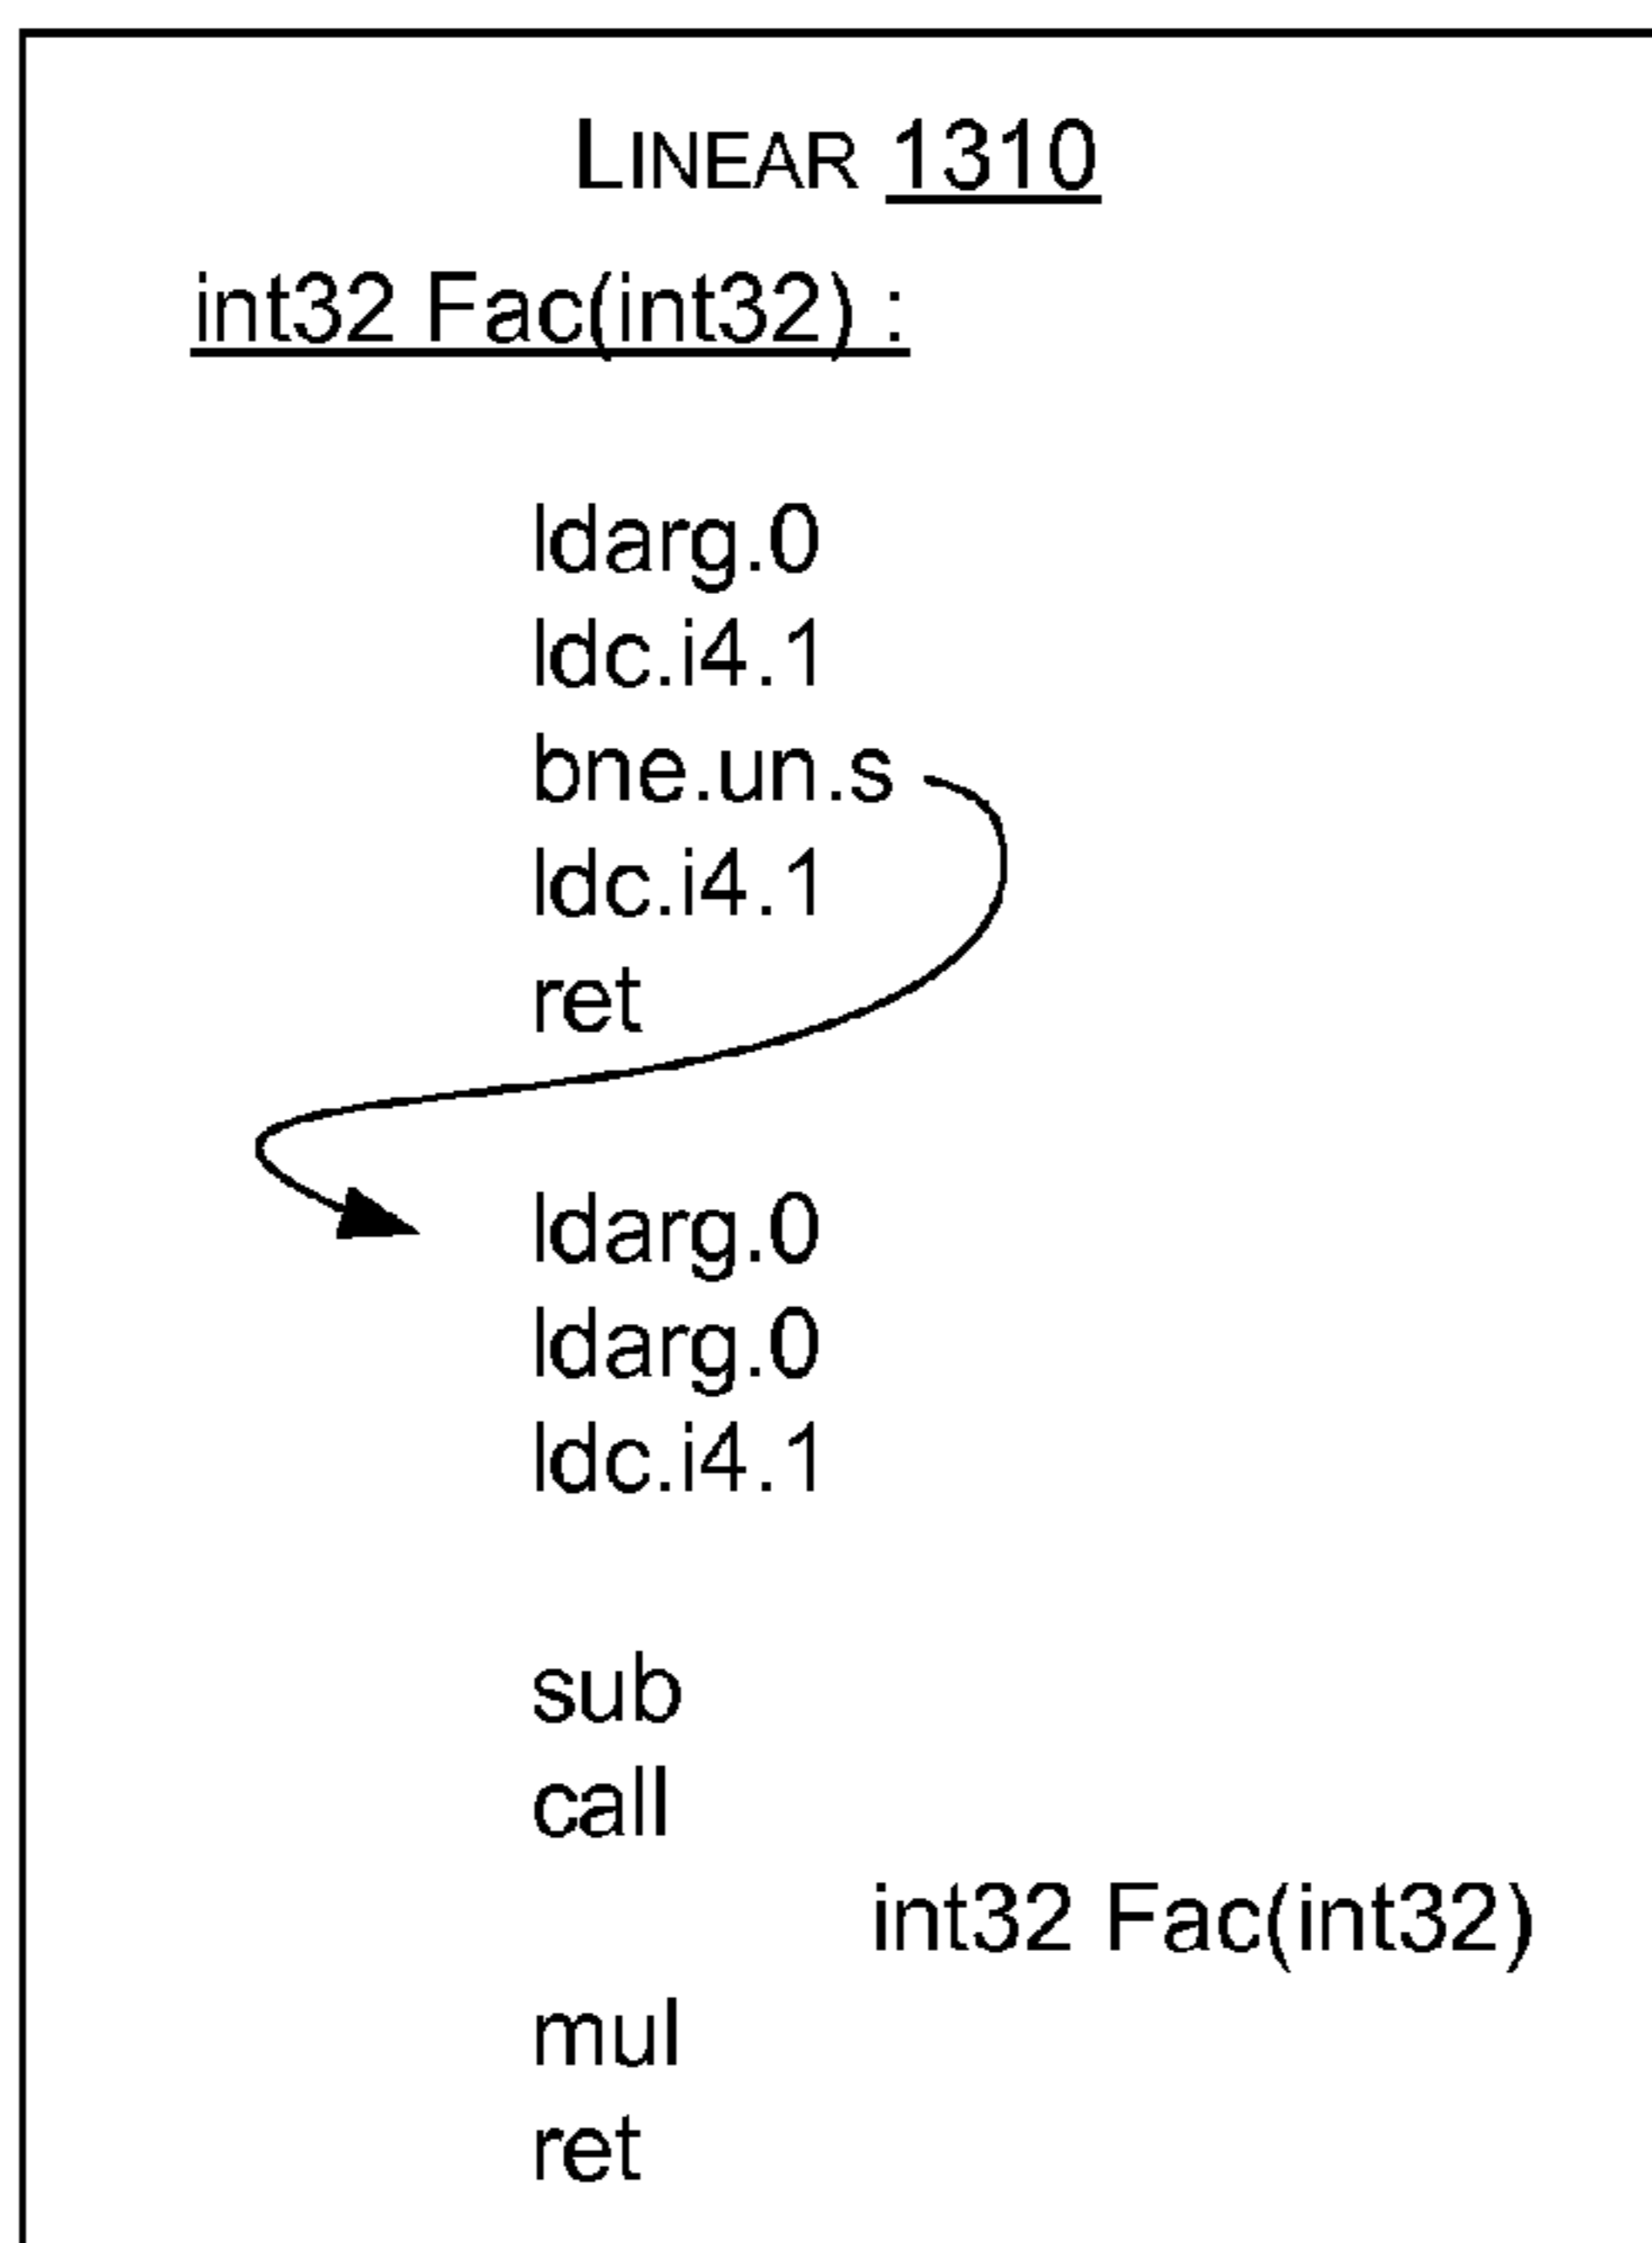 LINEAR 1310
int32 Fac(int32) :
ldarg.0
ldc.i4.1
bne.un.s
ldc.i4.1
ret
ldarg.0
ldarg.0
ldc.i4.1
sub
call
int32 Fac(int32)
mul
ret